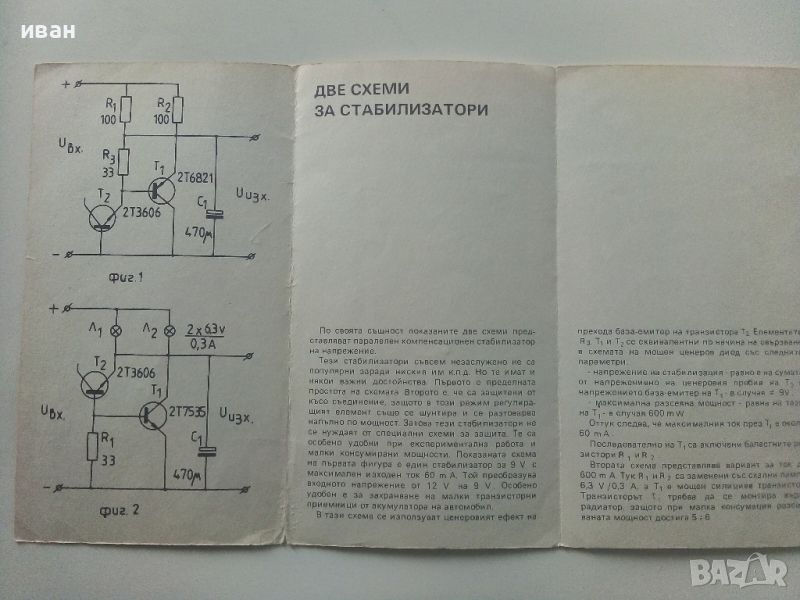 иван
+
R1
100
R2
100
Uвх.
R3
33
T1
2Т6821
Uизх.
T2
2Т3606
C1
470μ
-
фиг.1
+
Л1
Л2
2 x 6,3v
0,3A
T2
2Т3606
T1
2Т7535
Uвх.
Uизх.
R1
33
C1
470μ
-
фиг. 2
ДВЕ СХЕМИ
ЗА СТАБИЛИЗАТОРИ
По своята същност показаните две схеми пред-
ставляват паралелен компенсационен стабилизатор
на напрежение.
Тези стабилизатори съвсем незаслужено не са
популярни заради ниския им к.п.д. Но те имат и
някои важни достойнства. Първото е пределната
простота на схемата. Второто е, че са защитени от
късо съединение, защото в този режим регулира-
щият елемент също се шунтира и се разтоварва
напълно по мощност. Затова тези стабилизатори не
се нуждаят от специални схеми за защита. Те са
особено удобни при експериментална работа и
малки консумирани мощности. Показаната схема
на първата фигура е един стабилизатор за 9 V с
максимален изходен ток 60 mA. Той преобразува
входното напрежение от 12 V на 9 V. Особено
удобен е за захранване на малки транзисторни
приемници от акумулатора на автомобил.
В тази схема се използуват ценеровият ефект на
прехода база-емитер на транзистора T2. Елементите
R3, T1 и T2 са еквивалентни по начина на свързване
в схемата на мощен ценеров диод със следните
параметри:
- напрежение на стабилизация - равно е на сумата
от напрежението на ценеровия пробив на T2 и
напрежението база-емитер на T1 - в случая ≈ 9v.
- максимална разсеяна мощност - равна на тази
на T1 - в случая 600 mW
Оттук следва, че максималния ток през T1 е около
60 mA.
Последователно на T1 са включени баластните ре-
зистори R1 и R2
Втората схема представлява вариант за ток до
600 mA. Тук R1 и R2 са заменени със скални лампи
6,3 V/0,3 A, а T1 е мощен силициев транзистор.
Транзисторът T1 трябва да се монтира върху
радиатор, защото при малка консумация разсе-
ваната мощност достига 5÷6
BAZAR